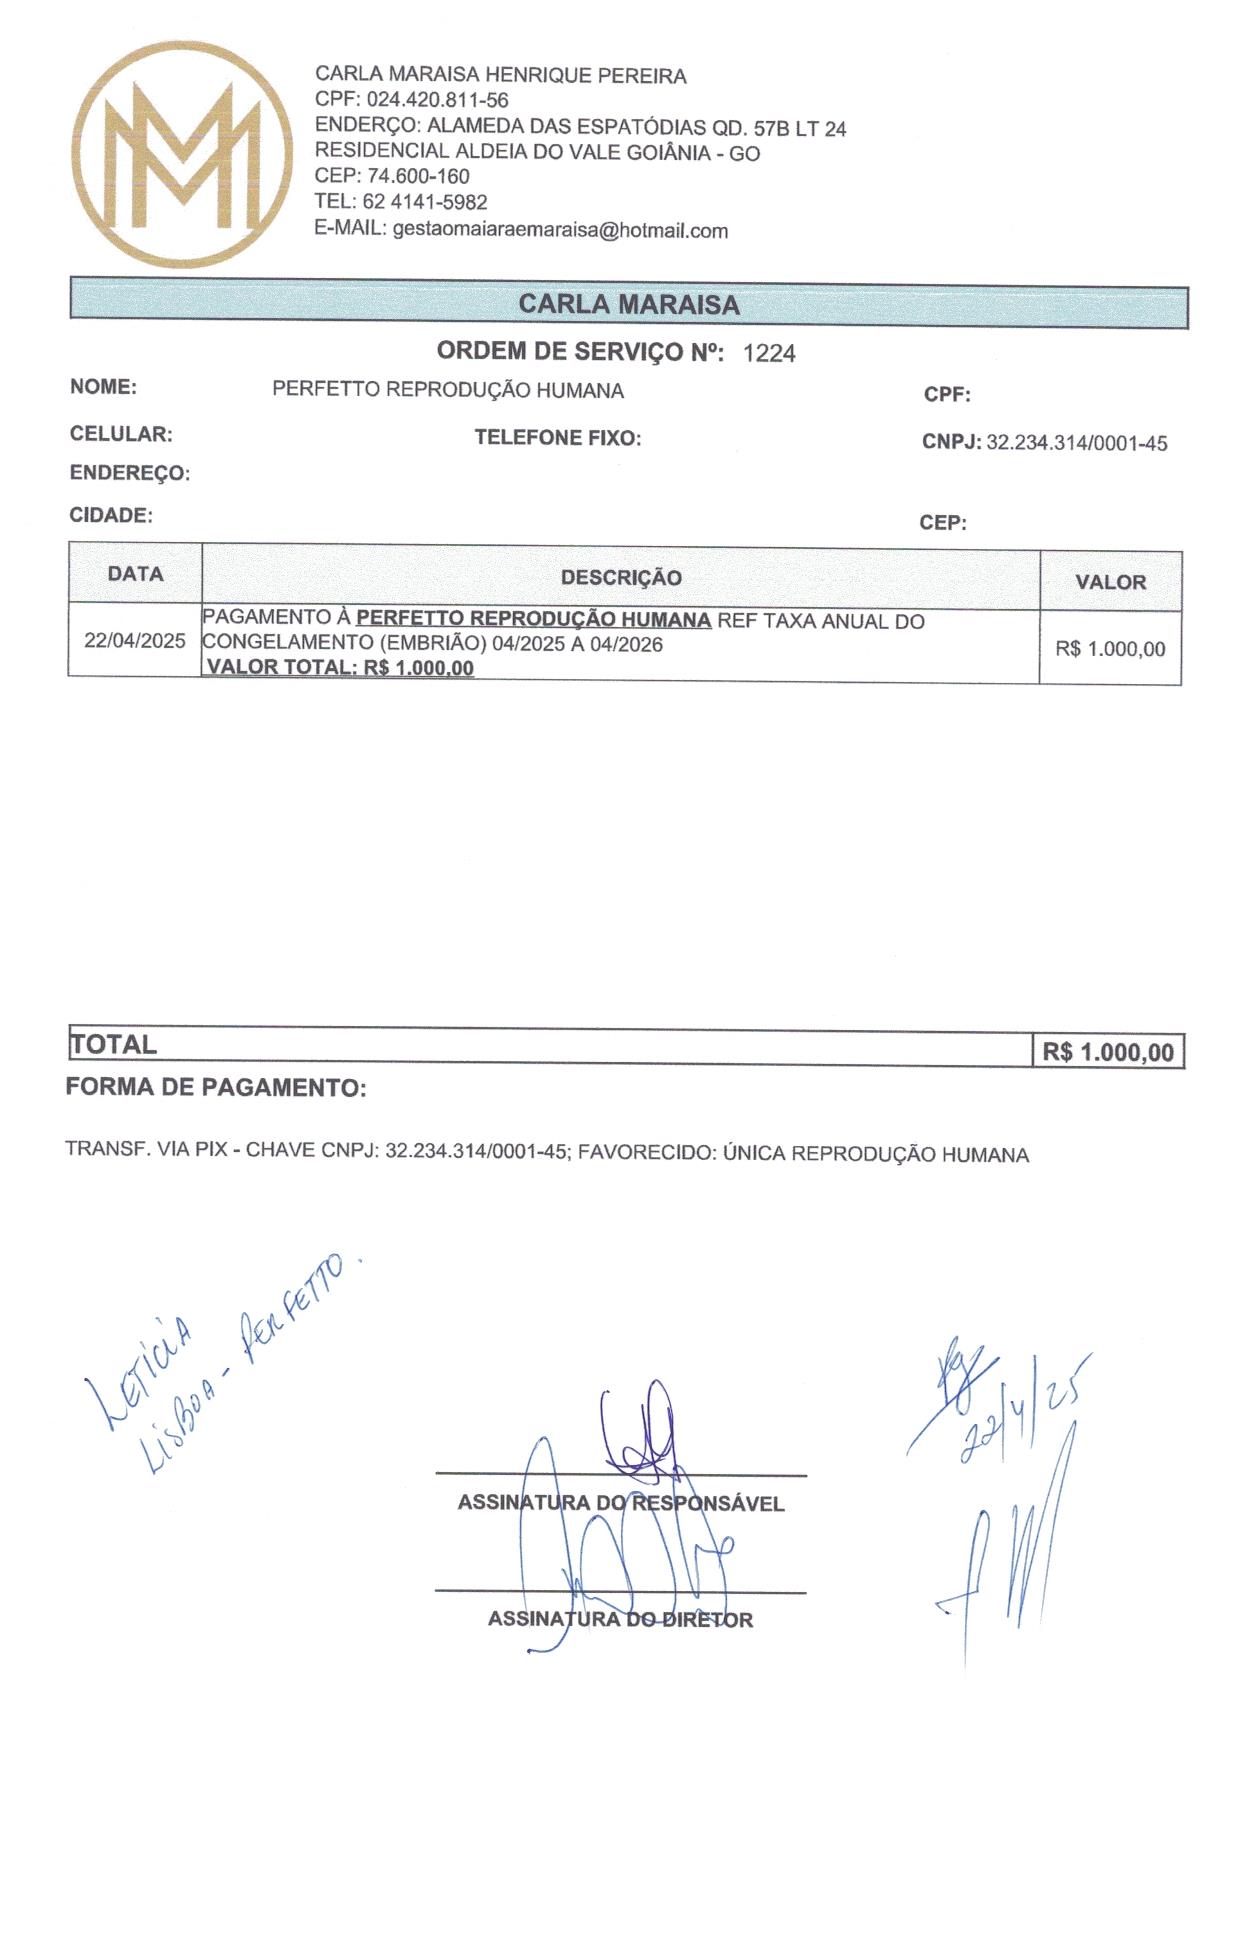 CARLA MARAISA HENRIQUE PEREIRA
CPF: 024.420.811-56
ENDERÇO: ALAMEDA DAS ESPATÓDIAS QD. 57B LT 24
RESIDENCIAL ALDEIA DO VALE GOIÂNIA - GO
CEP: 74.600-160
TEL: 62 4141-5982
E-MAIL: gestaomaiaraemaraisa@hotmail.com
CARLA MARAISA
ORDEM DE SERVIÇO Nº: 1224
NOME: PERFETTO REPRODUÇÃO HUMANA CPF:
CELULAR: TELEFONE FIXO: CNPJ: 32.234.314/0001-45
ENDEREÇO:
CIDADE: CEP:
DATA DESCRIÇÃO VALOR
PAGAMENTO À PERFETTO REPRODUÇÃO HUMANA REF TAXA ANUAL DO
22/04/2025 CONGELAMENTO (EMBRIÃO) 04/2025 A 04/2026 R$ 1.000,00
VALOR TOTAL: R$ 1.000,00
TOTAL R$ 1.000,00
FORMA DE PAGAMENTO:
TRANSF. VIA PIX - CHAVE CNPJ: 32.234.314/0001-45; FAVORECIDO: ÚNICA REPRODUÇÃO HUMANA
LETICIA
LISBOA - PERFETTO.
22/4/25
ASSINATURA DO RESPONSÁVEL
ASSINATURA DO DIRETOR